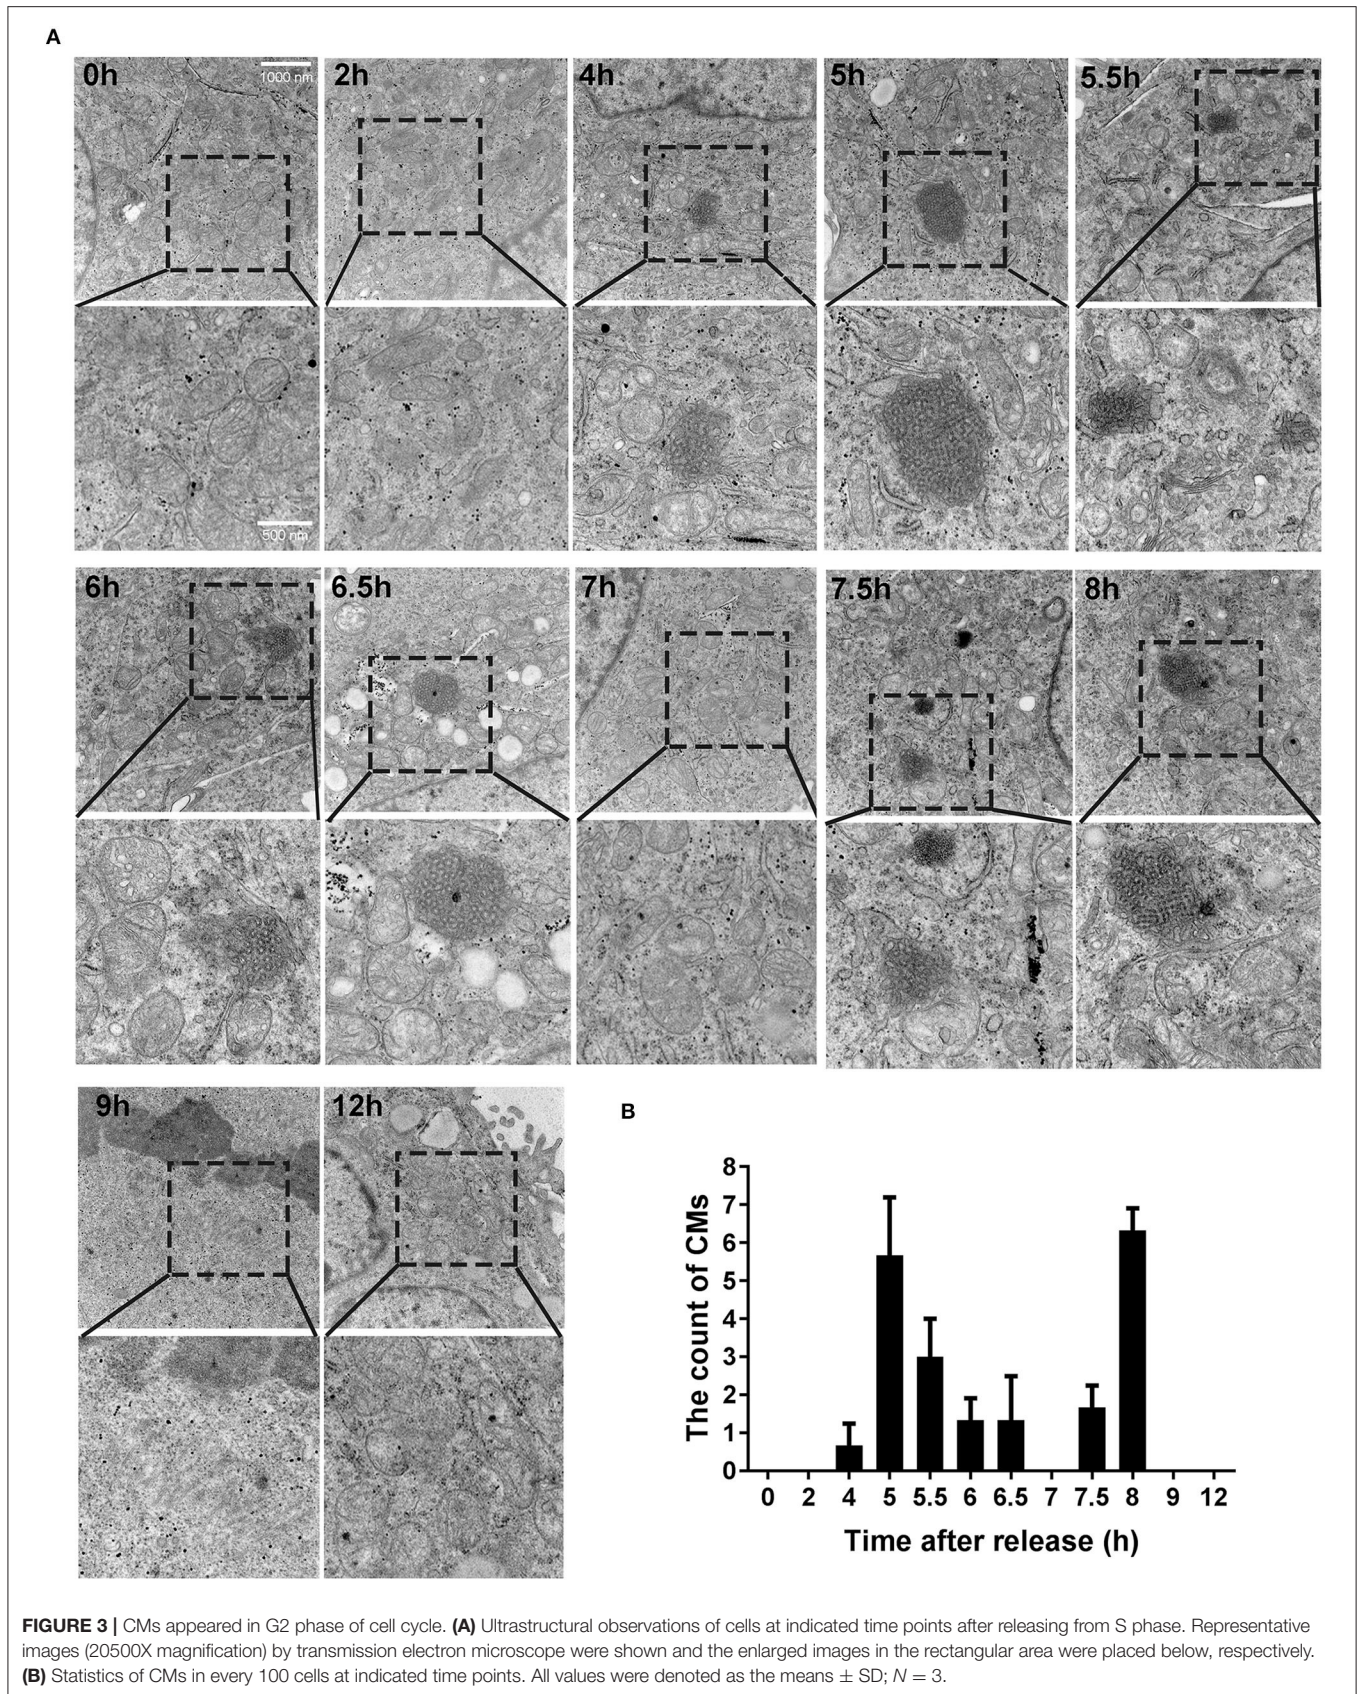 A
0h
1000 nm
2h
4h
5h
5.5h
500 nm
6h
6.5h
7h
7.5h
8h
9h
12h
B
The count of CMs
8
7
6
5
4
3
2
1
0
0 2 4 5 5.5 6 6.5 7 7.5 8 9 12
Time after release (h)
FIGURE 3 | CMs appeared in G2 phase of cell cycle. (A) Ultrastructural observations of cells at indicated time points after releasing from S phase. Representative
images (20500X magnification) by transmission electron microscope were shown and the enlarged images in the rectangular area were placed below, respectively.
(B) Statistics of CMs in every 100 cells at indicated time points. All values were denoted as the means ± SD; N = 3.